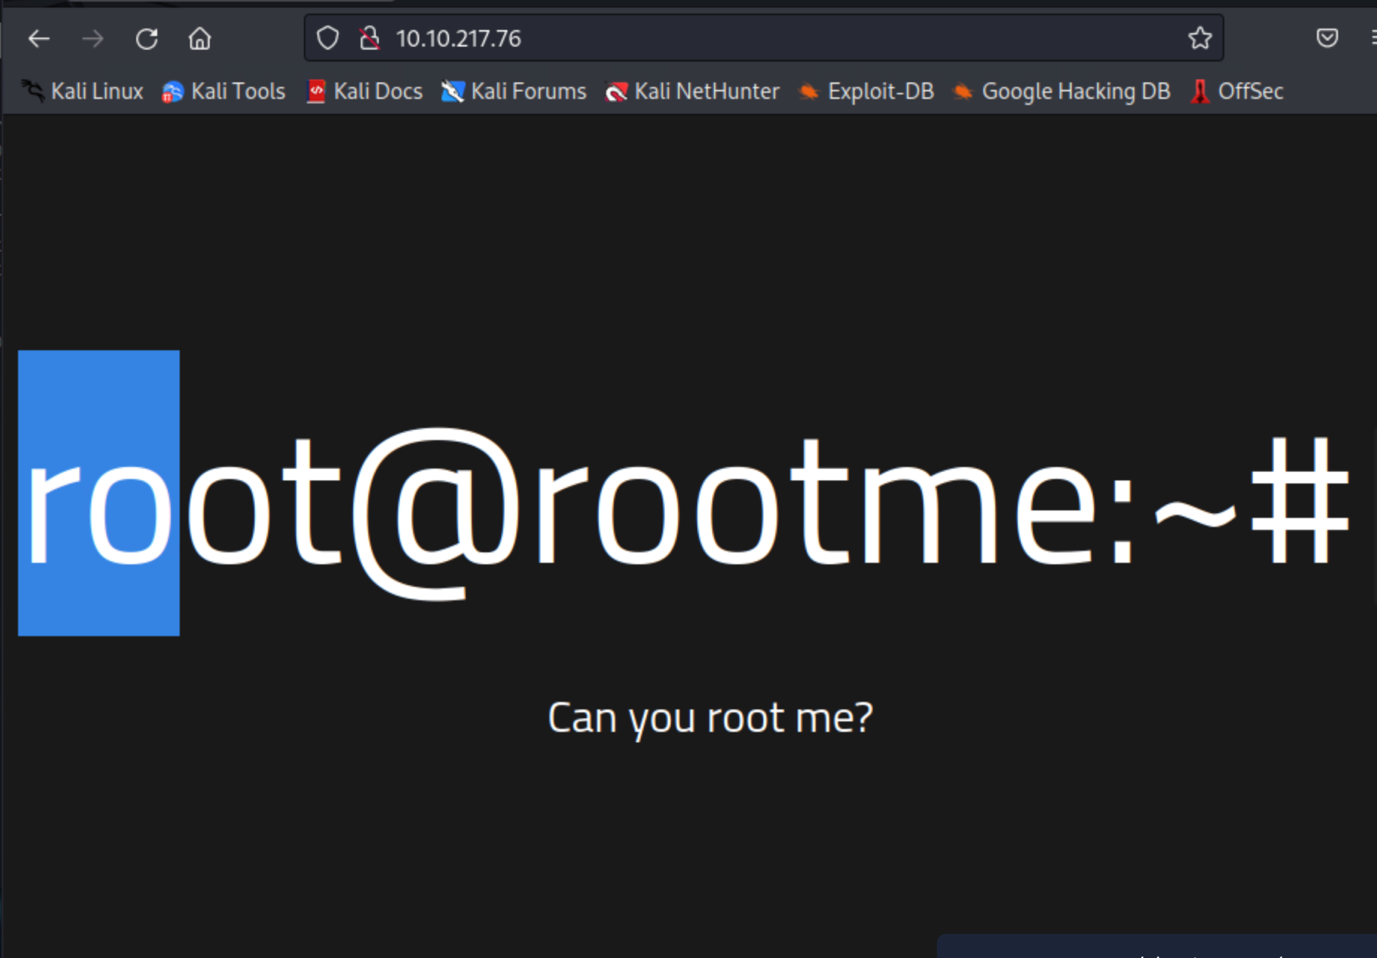 10.10.217.76
Kali Linux Kali Tools Kali Docs Kali Forums Kali NetHunter Exploit-DB Google Hacking DB OffSec
root@rootme:~#
Can you root me?